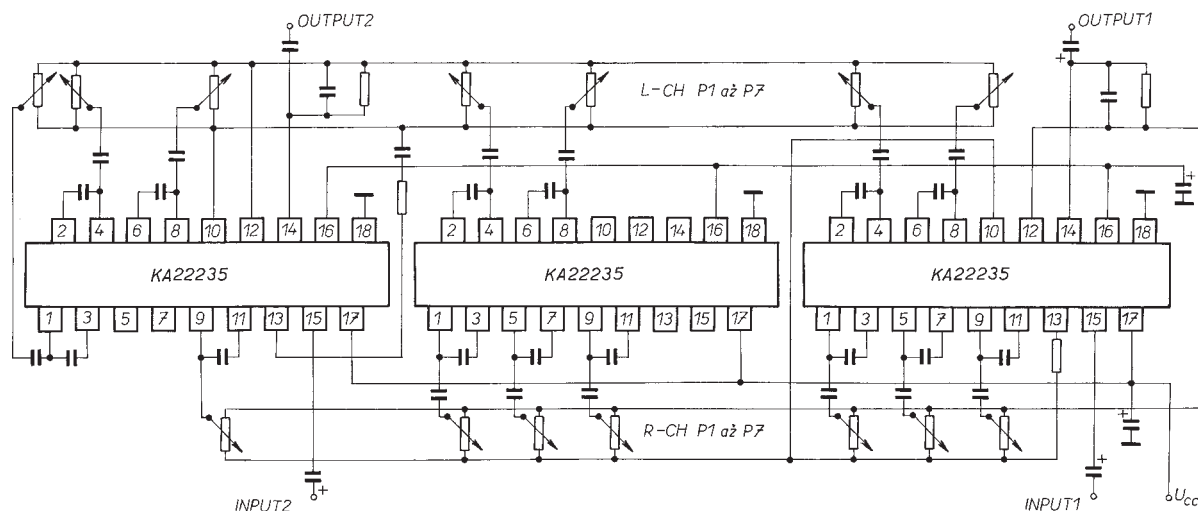 OUTPUT2
OUTPUT1
L-CH P1 až P7
+
+
2 4 6 8 10 12 14 16 18
2 4 6 8 10 12 14 16 18
2 4 6 8 10 12 14 16 18
KA22235
KA22235
KA22235
1 3 5 7 9 11 13 15 17
1 3 5 7 9 11 13 15 17
1 3 5 7 9 11 13 15 17
R-CH P1 až P7
+
+
+
INPUT2
INPUT1
Ucc